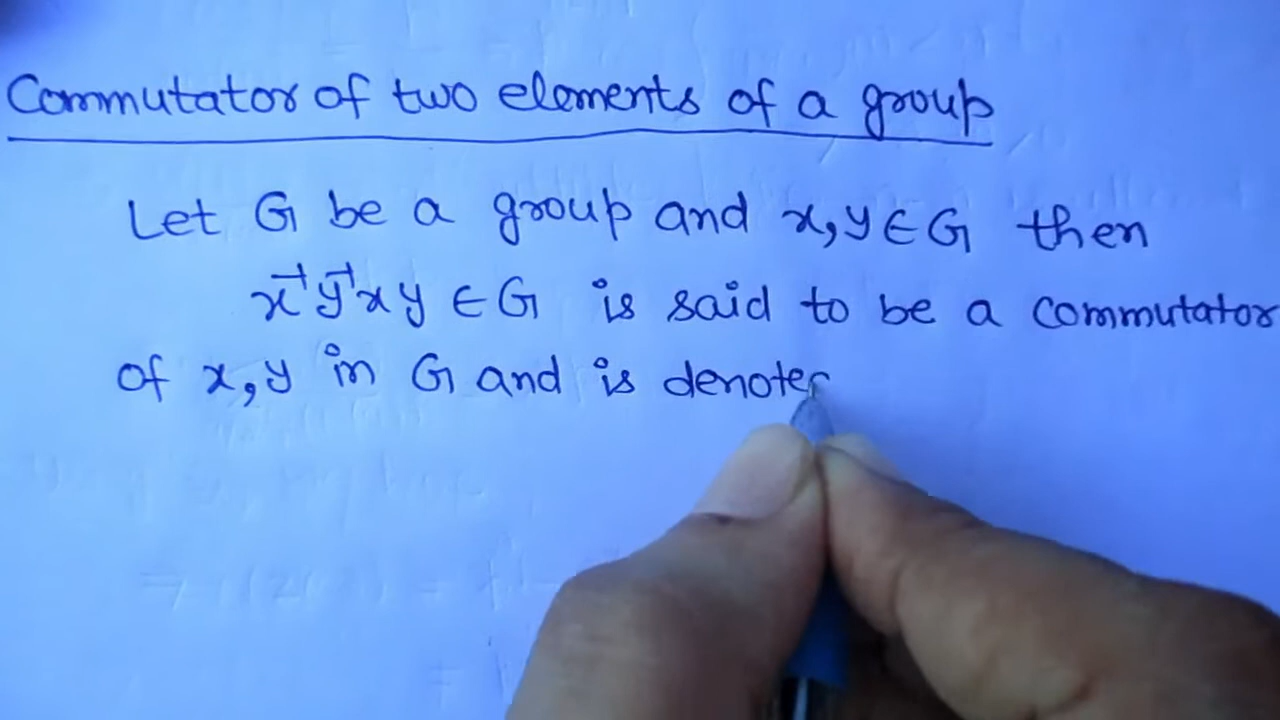 Commutator of two elements of a group
Let G be a group and x, y ∈ G then
x⁻¹y⁻¹xy ∈ G is said to be a commutator
of x, y in G and is denote